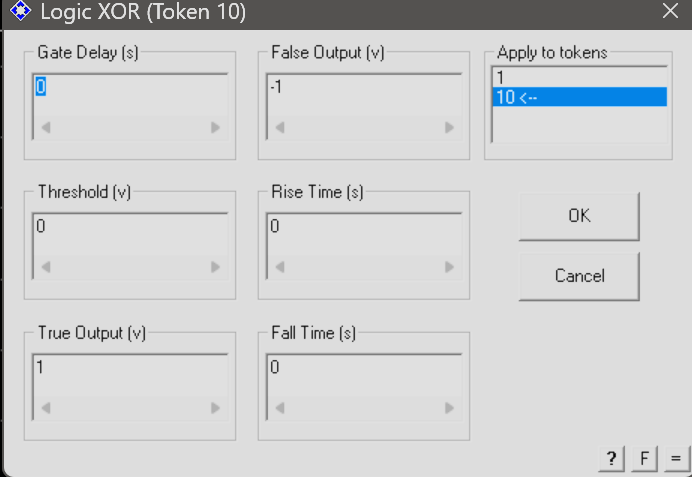 Logic XOR (Token 10)
Gate Delay (s)
0
False Output (v)
-1
Apply to tokens
1
10 <--
Threshold (v)
0
Rise Time (s)
0
OK
Cancel
True Output (v)
1
Fall Time (s)
0
? F =